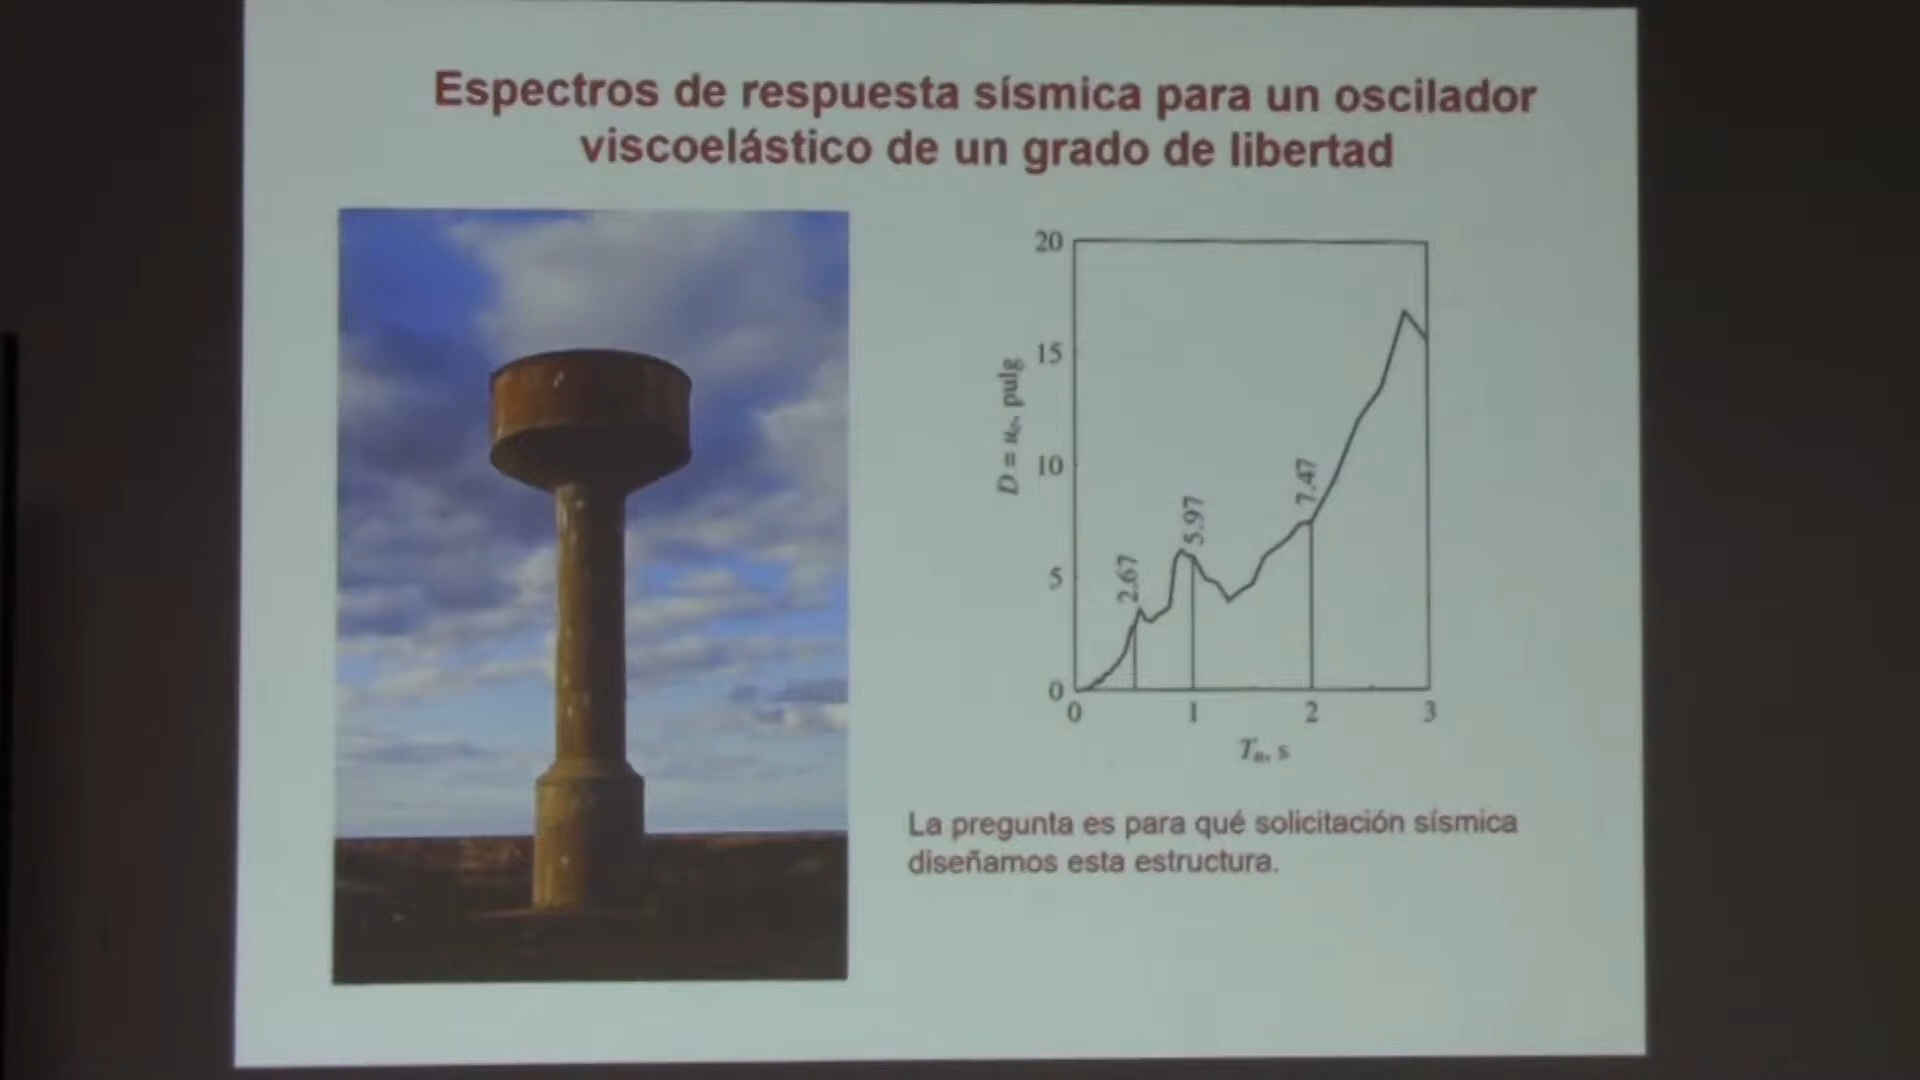 Espectros de respuesta sísmica para un oscilador
viscoelástico de un grado de libertad
20
15
10
5
0
D = uₒ, pulg
2.67
5.97
7.47
0 1 2 3
Tₙ, s
La pregunta es para qué solicitación sísmica
diseñamos esta estructura.